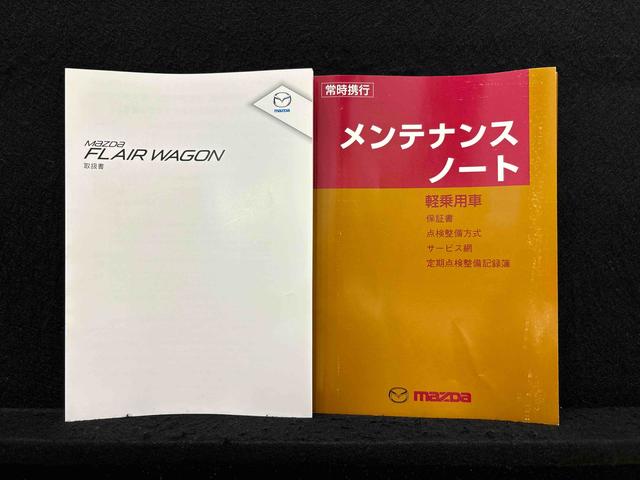 mazda
mazda
FLAIR WAGON
取扱書
常時携行
メンテナンス
ノート
軽乗用車
保証書
点検整備方式
サービス網
定期点検整備記録簿
mazda